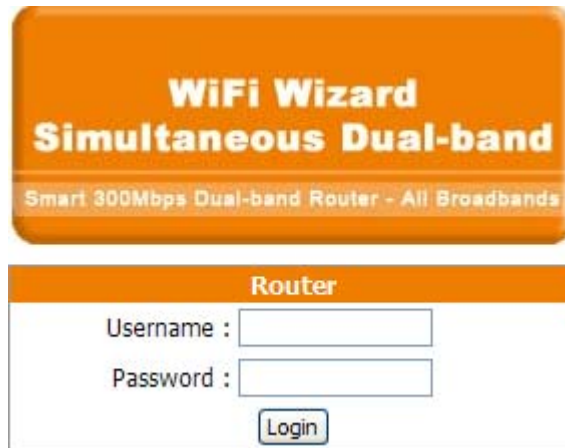 WiFi Wizard
Simultaneous Dual-band
Smart 300Mbps Dual-band Router - All Broadbands
Router
Username :
Password :
Login